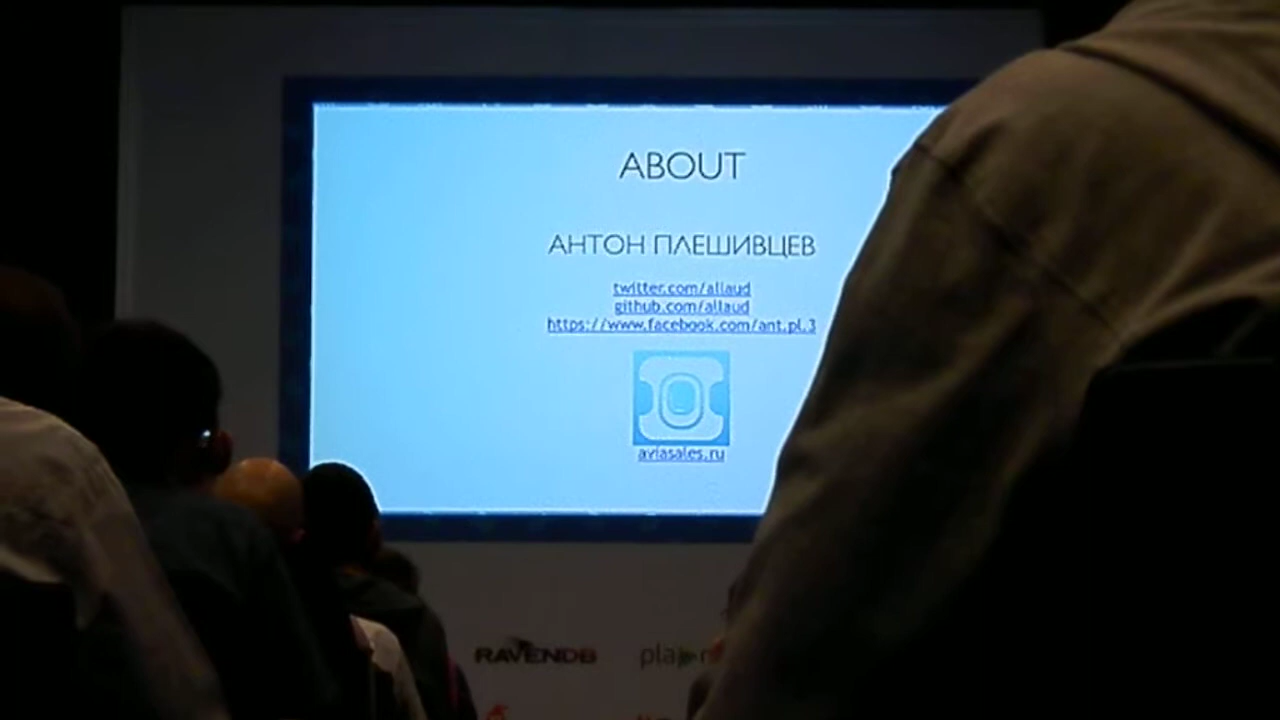 ABOUT
АНТОН ПЛЕШИВЦЕВ
twitter.com/allaud
github.com/allaud
https://www.facebook.com/ant.pl.3
aviasales.ru
RAVENDB